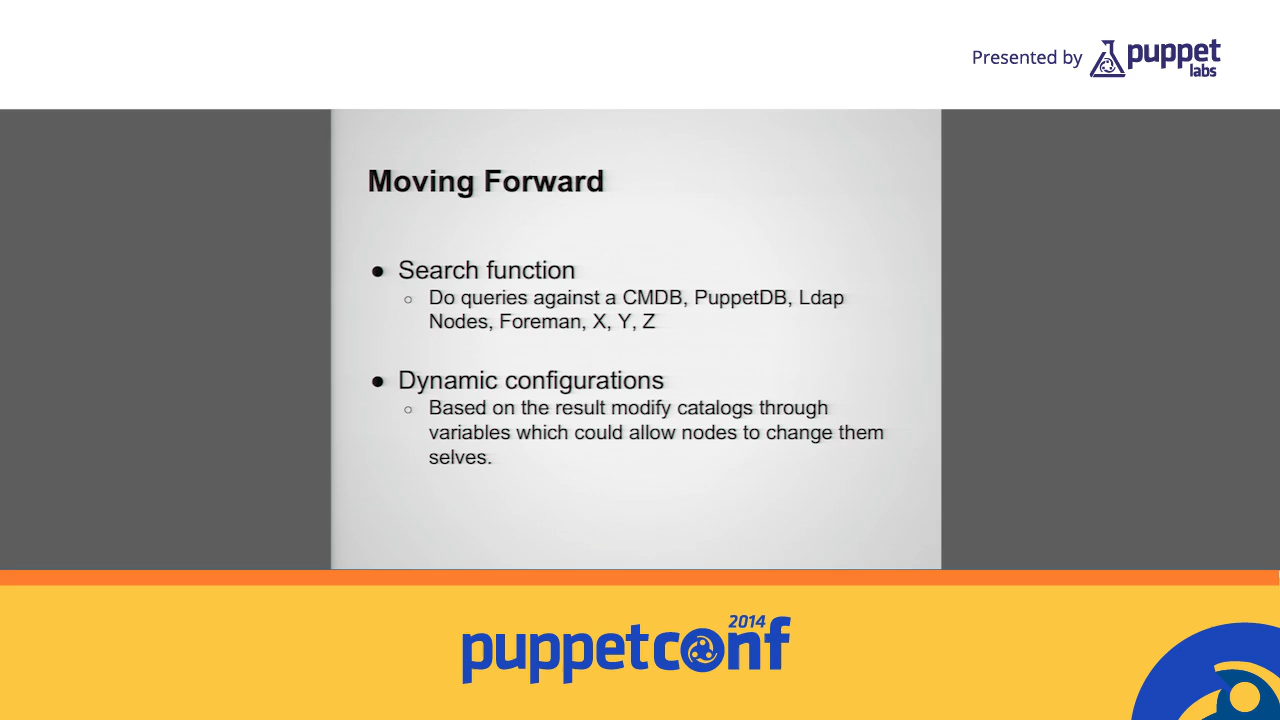 Presented by puppet labs
Moving Forward
● Search function
○ Do queries against a CMDB, PuppetDB, Ldap
Nodes, Foreman, X, Y, Z
● Dynamic configurations
○ Based on the result modify catalogs through
variables which could allow nodes to change them
selves.
2014
puppetconf